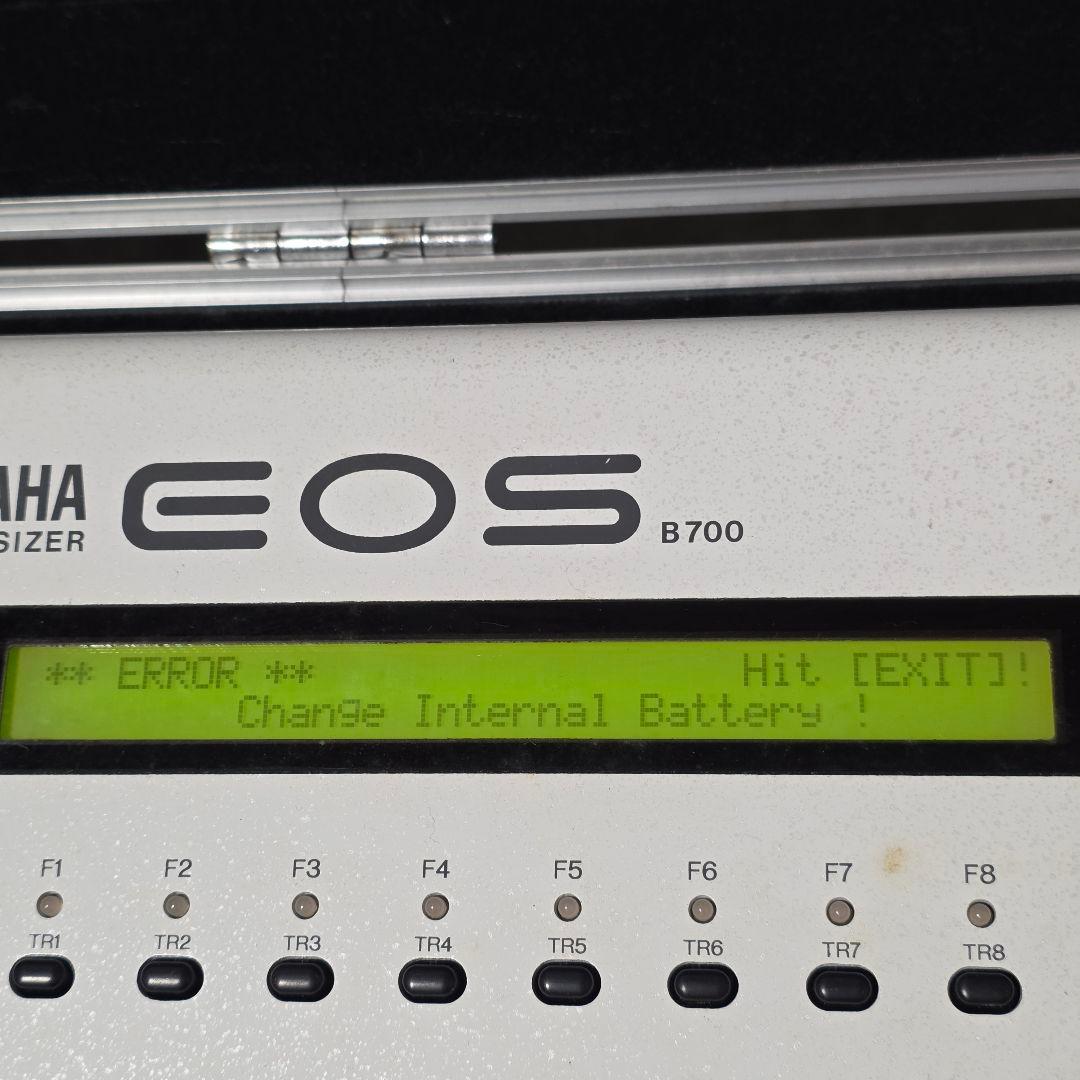 AHA EOS B700
SIZER
** ERROR ** Hit [EXIT]!
Change Internal Battery !
F1 F2 F3 F4 F5 F6 F7 F8
TR1 TR2 TR3 TR4 TR5 TR6 TR7 TR8